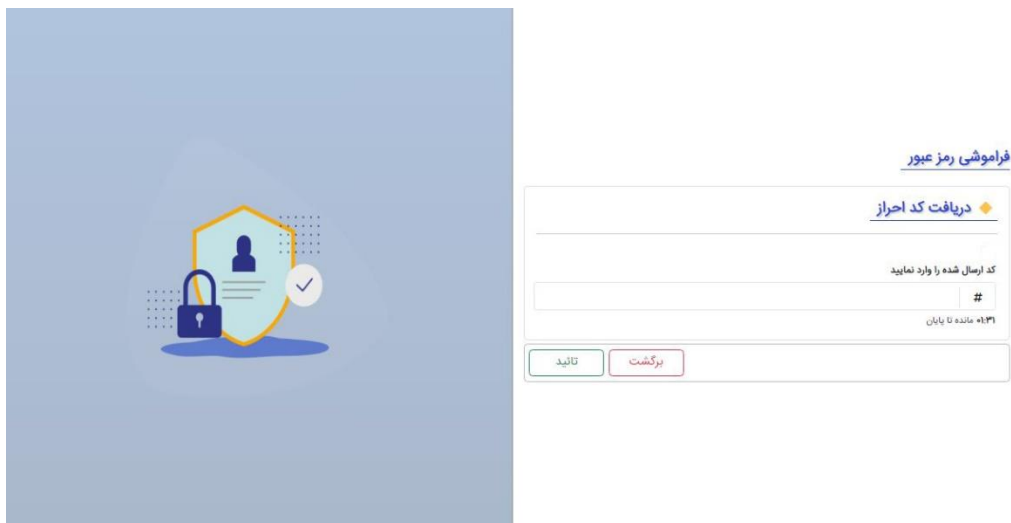 فراموشی رمز عبور
دریافت کد احراز
کد ارسال شده را وارد نمایید
#
۰۱:۳۱ مانده تا پایان
برگشت
تائید